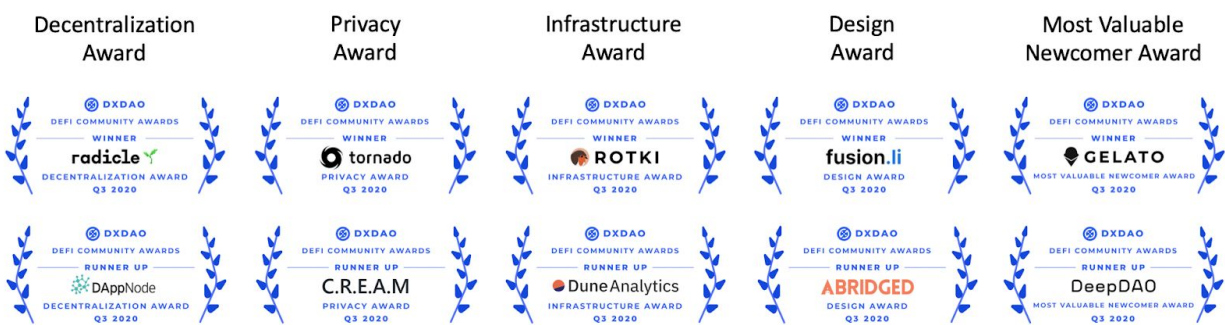 Decentralization
Award
Privacy
Award
Infrastructure
Award
Design
Award
Most Valuable
Newcomer Award
DXDAO
DEFI COMMUNITY AWARDS
WINNER
radicle
DECENTRALIZATION AWARD
Q3 2020
DXDAO
DEFI COMMUNITY AWARDS
WINNER
tornado
PRIVACY AWARD
Q3 2020
DXDAO
DEFI COMMUNITY AWARDS
WINNER
ROTKI
INFRASTRUCTURE AWARD
Q3 2020
DXDAO
DEFI COMMUNITY AWARDS
WINNER
fusion.li
DESIGN AWARD
Q3 2020
DXDAO
DEFI COMMUNITY AWARDS
WINNER
GELATO
MOST VALUABLE NEWCOMER AWARD
Q3 2020
DXDAO
DEFI COMMUNITY AWARDS
RUNNER UP
DAppNode
DECENTRALIZATION AWARD
Q3 2020
DXDAO
DEFI COMMUNITY AWARDS
RUNNER UP
C.R.E.A.M
PRIVACY AWARD
Q3 2020
DXDAO
DEFI COMMUNITY AWARDS
RUNNER UP
Dune Analytics
INFRASTRUCTURE AWARD
Q3 2020
DXDAO
DEFI COMMUNITY AWARDS
RUNNER UP
ABRIDGED
DESIGN AWARD
Q3 2020
DXDAO
DEFI COMMUNITY AWARDS
RUNNER UP
DeepDAO
MOST VALUABLE NEWCOMER AWARD
Q3 2020